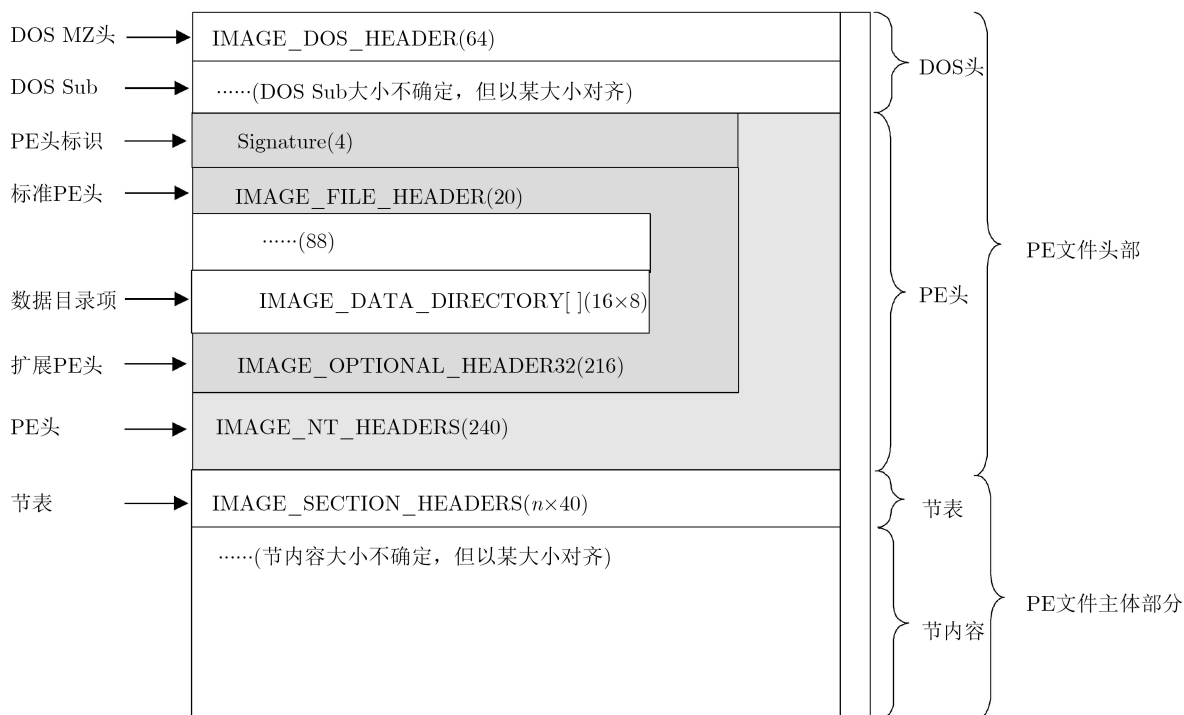 DOS MZ头
IMAGE_DOS_HEADER(64)
DOS头
DOS Sub
……(DOS Sub大小不确定，但以某大小对齐)
PE头标识
Signature(4)
标准PE头
IMAGE_FILE_HEADER(20)
……(88)
PE文件头部
数据目录项
IMAGE_DATA_DIRECTORY[ ](16×8)
PE头
扩展PE头
IMAGE_OPTIONAL_HEADER32(216)
PE头
IMAGE_NT_HEADERS(240)
节表
IMAGE_SECTION_HEADERS(n×40)
节表
……(节内容大小不确定，但以某大小对齐)
PE文件主体部分
节内容